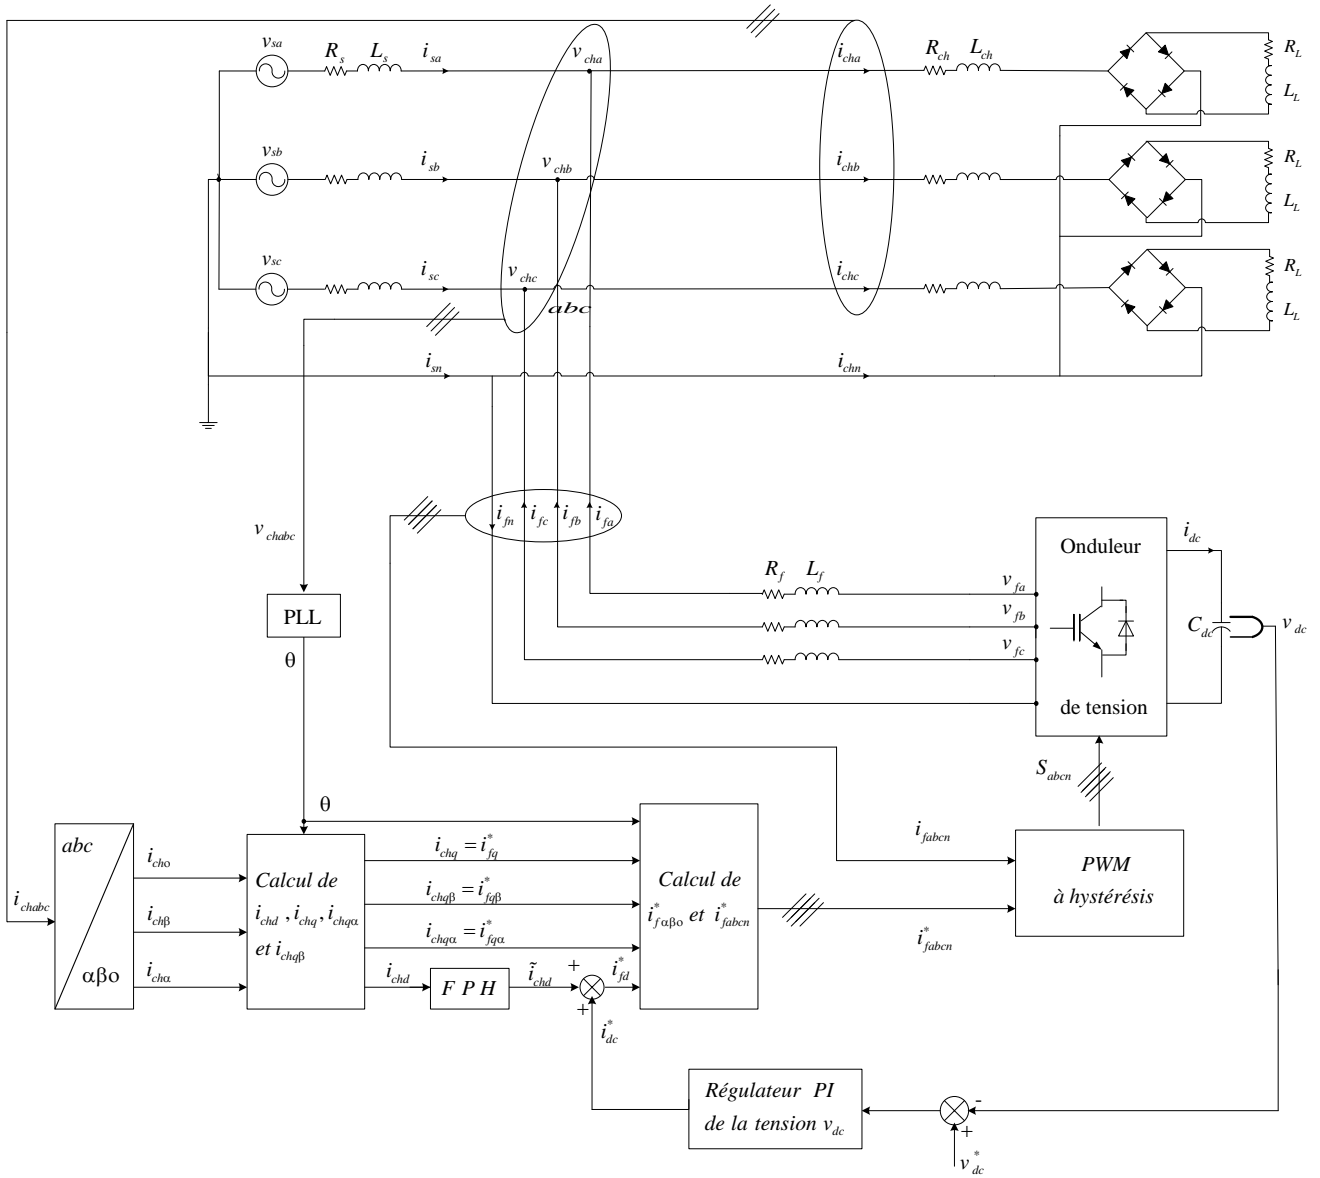 v_sa R_s L_s i_sa v_cha i_cha R_ch L_ch R_L
L_L
v_sb i_sb v_chb i_chb R_L
L_L
v_sc i_sc v_chc i_chc R_L
abc L_L
i_sn i_chn
v_chabc i_fn i_fc i_fb i_fa
Onduleur i_dc
R_f L_f v_fa
PLL v_fb C_dc v_dc
θ v_fc
de tension
S_abcn
θ
abc i_cho i_chq = i*_fq i_fabcn PWM
Calcul de Calcul de à hystérésis
i_chabc i_chβ i_chd , i_chq , i_chqα i_chqβ = i*_fqβ i*_fαβo et i*_fabcn
et i_chqβ i_chqα = i*_fqα i*_fabcn
αβo i_chα i_chd F P H ĩ_chd + i*_fd
+ i*_dc
Régulateur PI -
de la tension v_dc +
v_dc*